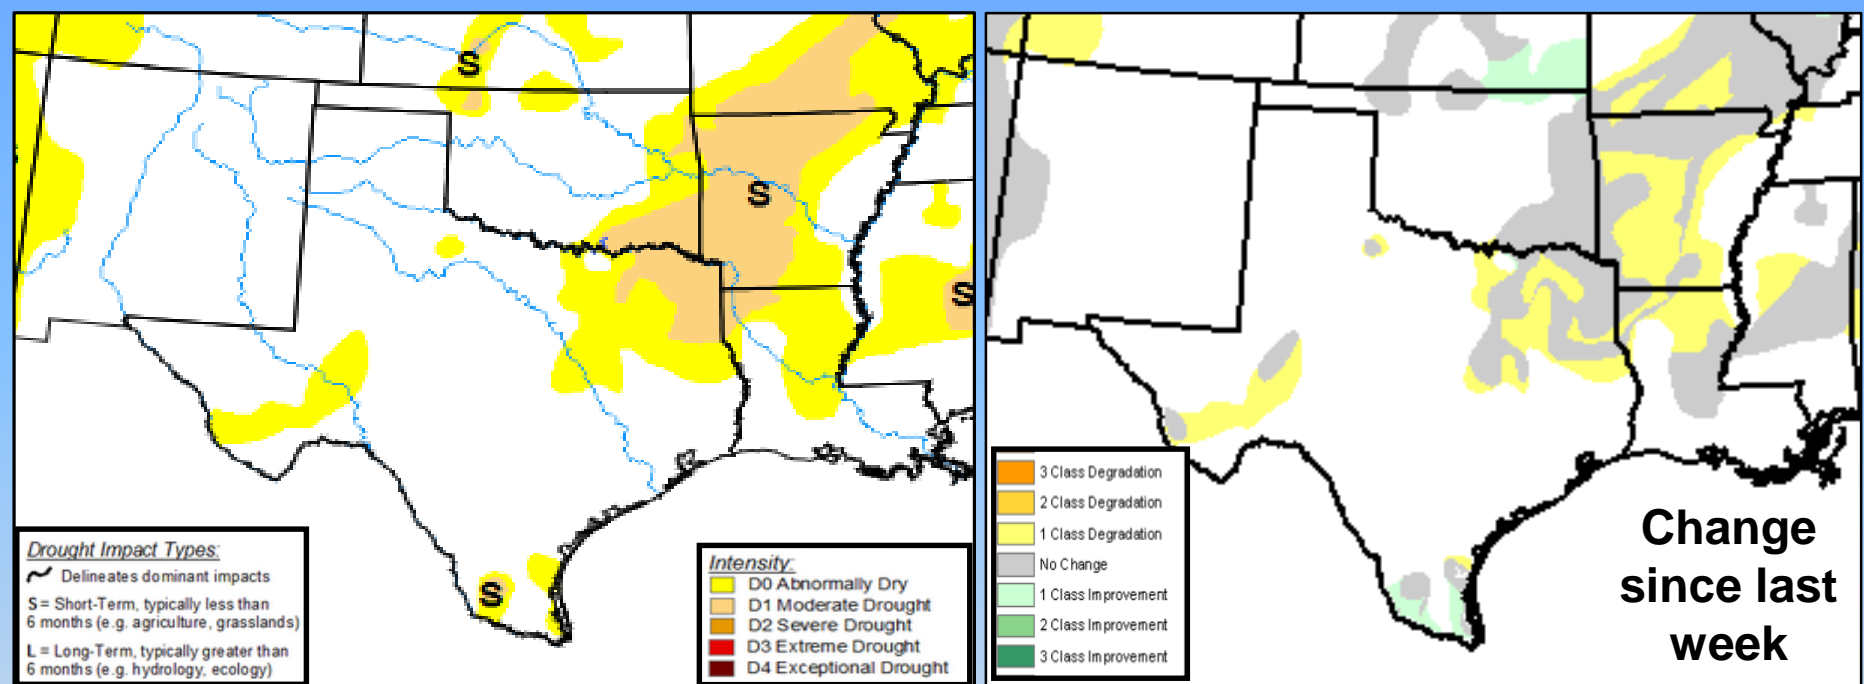 S
S
S
S
Drought Impact Types:
Delineates dominant impacts
S = Short-Term, typically less than
6 months (e.g. agriculture, grasslands)
L = Long-Term, typically greater than
6 months (e.g. hydrology, ecology)
Intensity:
D0 Abnormally Dry
D1 Moderate Drought
D2 Severe Drought
D3 Extreme Drought
D4 Exceptional Drought
3 Class Degradation
2 Class Degradation
1 Class Degradation
No Change
1 Class Improvement
2 Class Improvement
3 Class Improvement
Change
since last
week